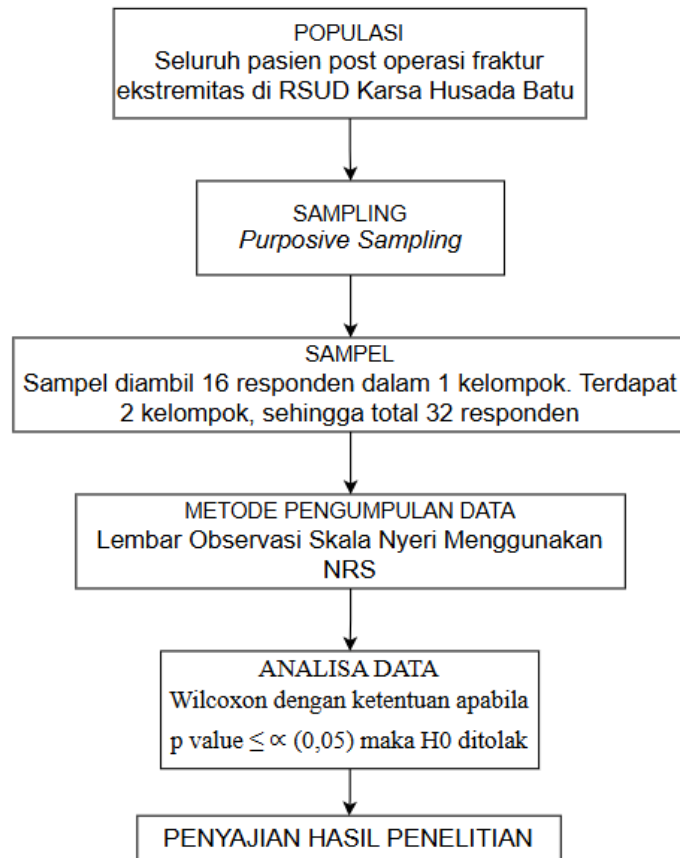 POPULASI
Seluruh pasien post operasi fraktur
ekstremitas di RSUD Karsa Husada Batu
SAMPLING
Purposive Sampling
SAMPEL
Sampel diambil 16 responden dalam 1 kelompok. Terdapat
2 kelompok, sehingga total 32 responden
METODE PENGUMPULAN DATA
Lembar Observasi Skala Nyeri Menggunakan
NRS
ANALISA DATA
Wilcoxon dengan ketentuan apabila
p value ≤ ∝ (0,05) maka H0 ditolak
PENYAJIAN HASIL PENELITIAN